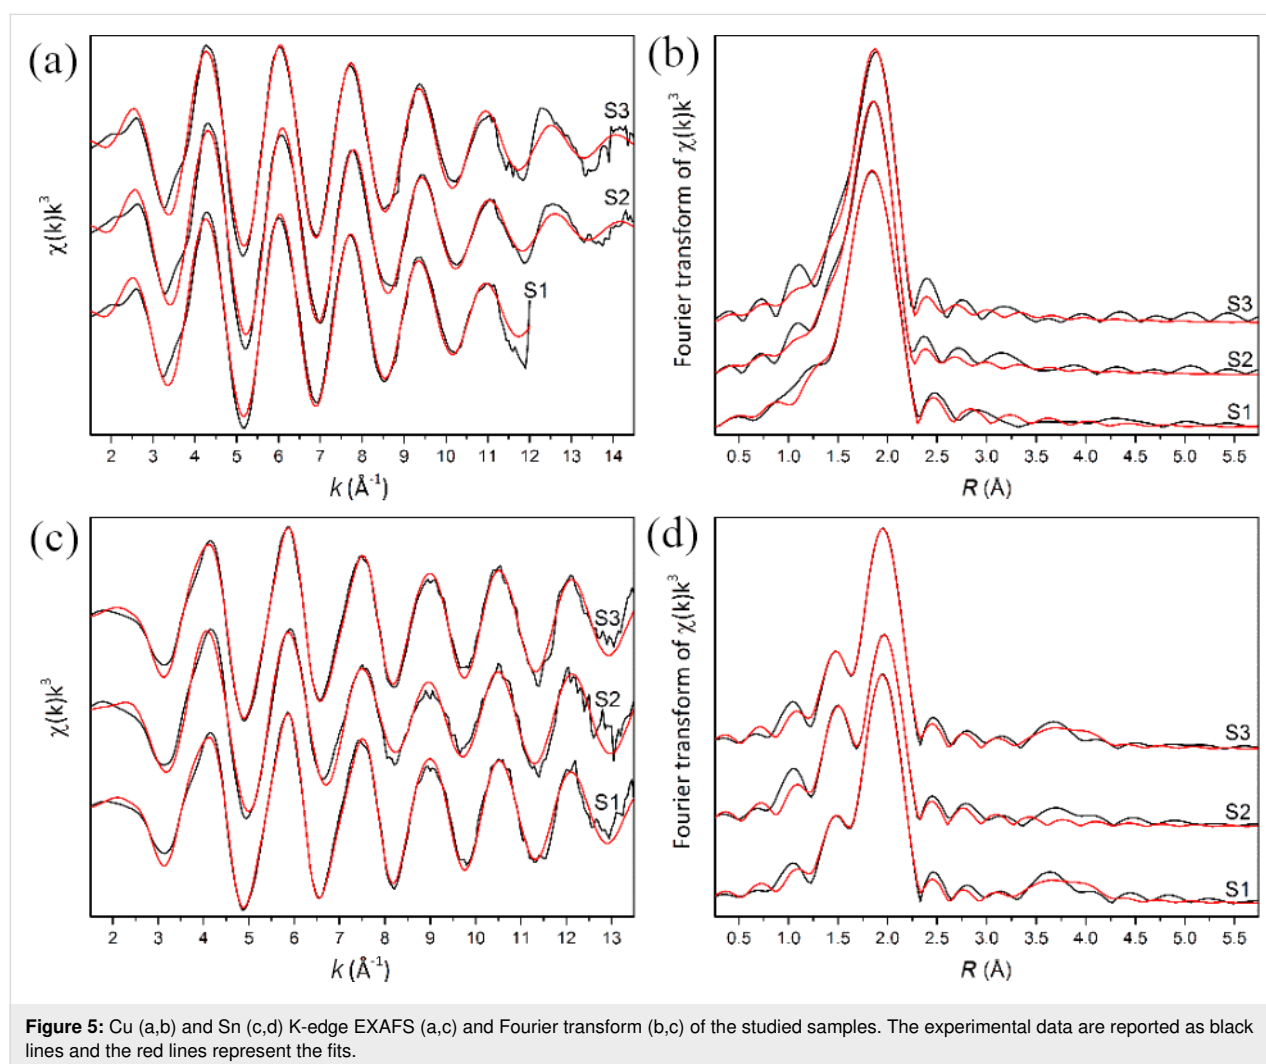 (a)
χ(k)k³
S3
S2
S1
2 3 4 5 6 7 8 9 10 11 12 13 14
k (Å⁻¹)
(b)
Fourier transform of χ(k)k³
S3
S2
S1
0.5 1.0 1.5 2.0 2.5 3.0 3.5 4.0 4.5 5.0 5.5
R (Å)
(c)
χ(k)k³
S3
S2
S1
2 3 4 5 6 7 8 9 10 11 12 13
k (Å⁻¹)
(d)
Fourier transform of χ(k)k³
S3
S2
S1
0.5 1.0 1.5 2.0 2.5 3.0 3.5 4.0 4.5 5.0 5.5
R (Å)
Figure 5: Cu (a,b) and Sn (c,d) K-edge EXAFS (a,c) and Fourier transform (b,c) of the studied samples. The experimental data are reported as black
lines and the red lines represent the fits.